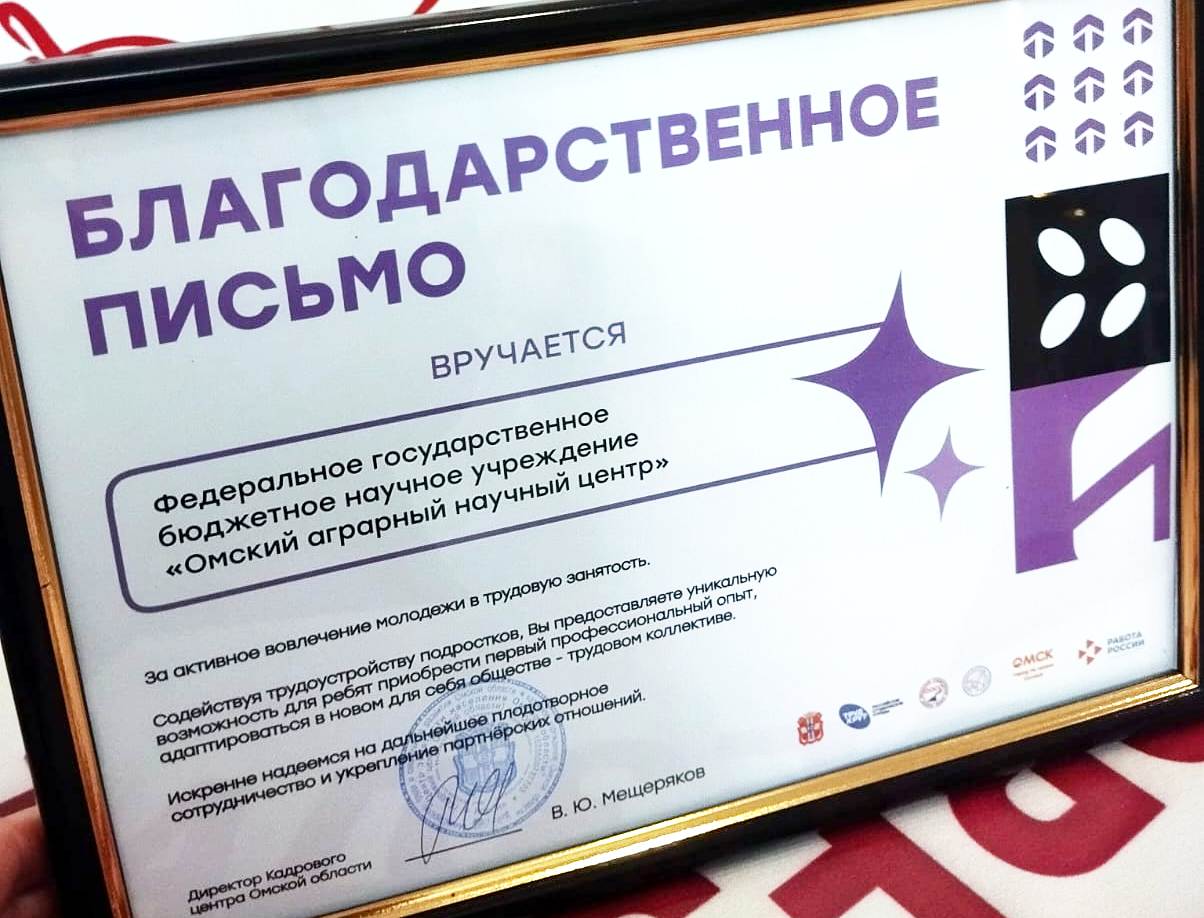 БЛАГОДАРСТВЕННОЕ
ПИСЬМО
ВРУЧАЕТСЯ
Федеральное государственное
бюджетное научное учреждение
«Омский аграрный научный центр»
За активное вовлечение молодежи в трудовую занятость.
Содействуя трудоустройству подростков, Вы предоставляете уникальную
возможность для ребят приобрести первый профессиональный опыт,
адаптироваться в новом для себя обществе - трудовом коллективе.
Искренне надеемся на дальнейшее плодотворное
сотрудничество и укрепление партнёрских отношений.
Директор Кадрового
центра Омской области
В. Ю. Мещеряков
ОМСК
РАБОТА
РОССИИ